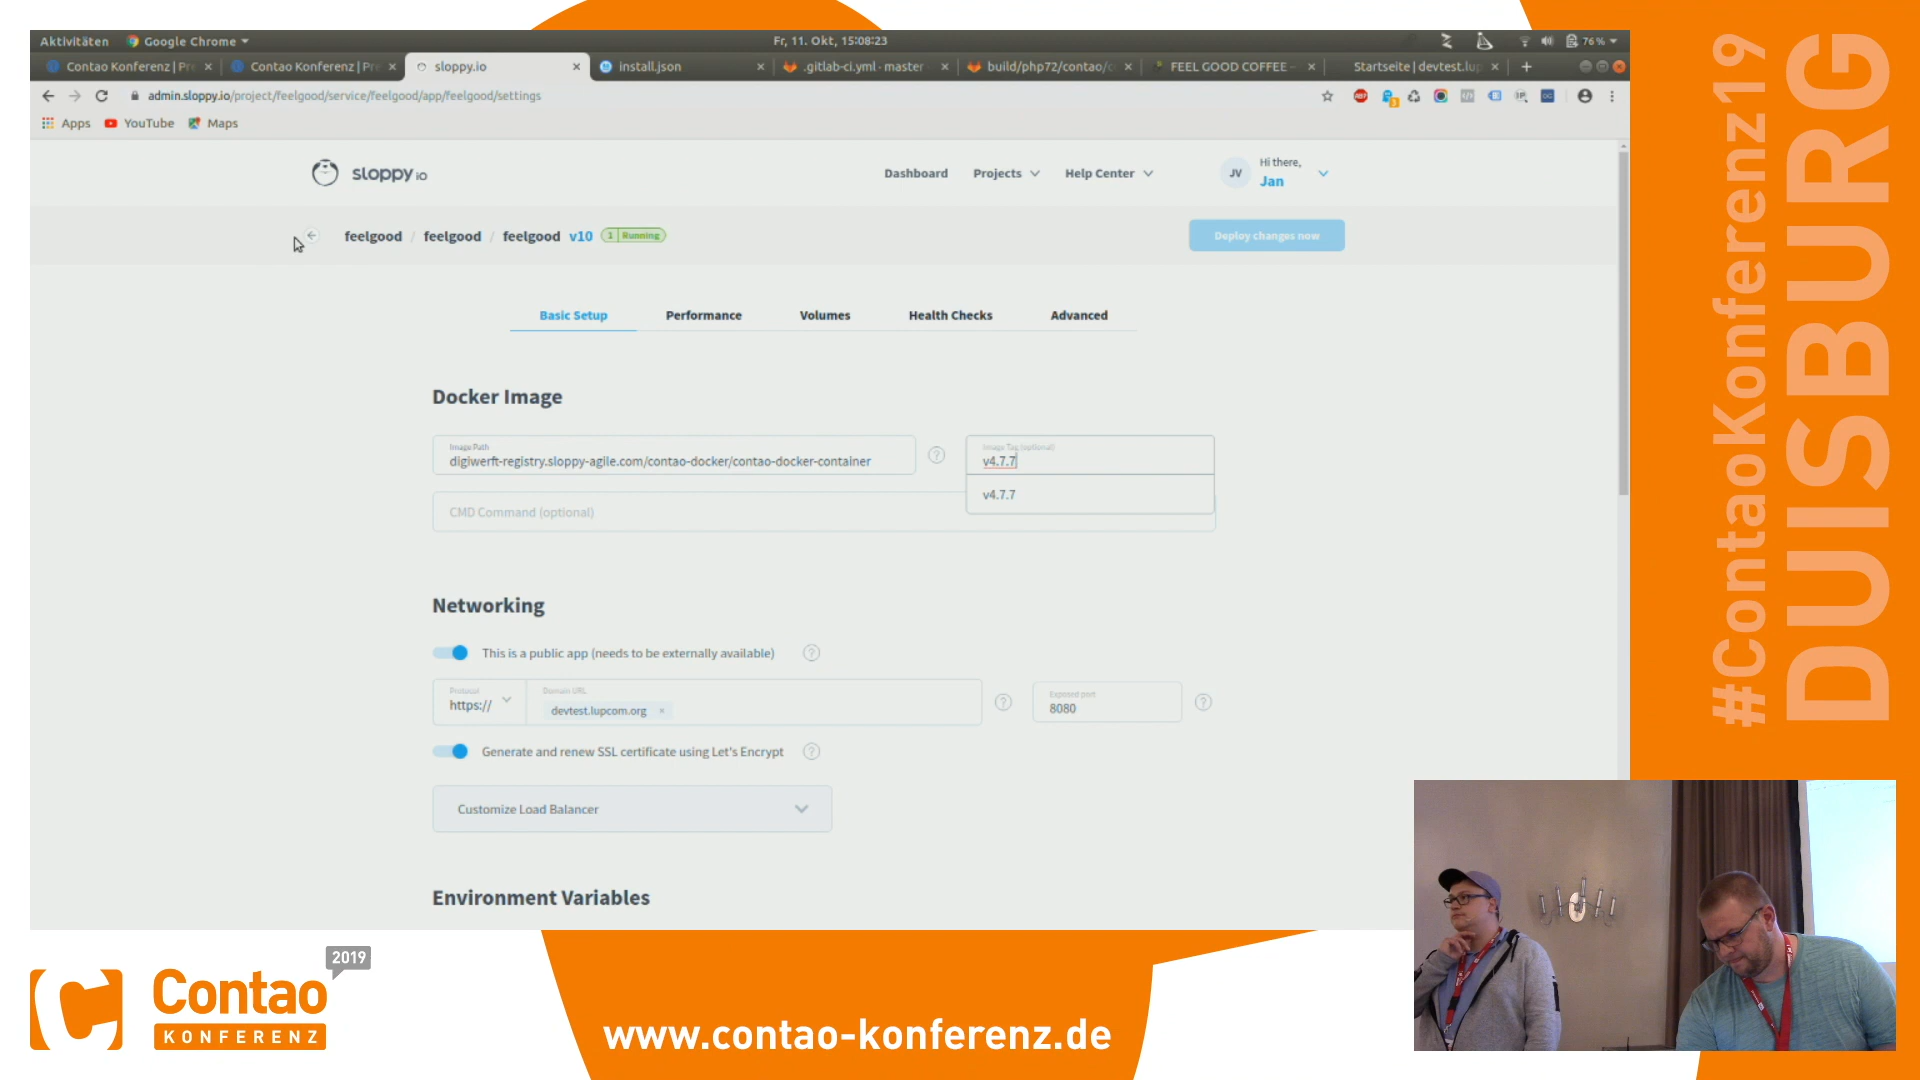 Aktivitäten
Google Chrome
Fr, 11. Okt, 15:08:23
76 %
Contao Konferenz | Pr
Contao Konferenz | Pr
sloppy.io
install.json
.gitlab-ci.yml · master
build/php72/contao/
FEEL GOOD COFFEE –
Startseite | devtest.lup
admin.sloppy.io/project/feelgood/service/feelgood/app/feelgood/settings
Apps
YouTube
Maps
sloppy io
Dashboard
Projects
Help Center
JV
Hi there,
Jan
feelgood / feelgood / feelgood v10
1 Running
Deploy changes now
Basic Setup
Performance
Volumes
Health Checks
Advanced
Docker Image
Image Path
digiwerft-registry.sloppy-agile.com/contao-docker/contao-docker-container
?
Image Tag (optional)
v4.7.7
v4.7.7
CMD Command (optional)
Networking
This is a public app (needs to be externally available)
?
Protocol
https://
Domain URL
devtest.lupcom.org ×
?
Exposed port
8080
?
Generate and renew SSL certificate using Let's Encrypt
?
Customize Load Balancer
Environment Variables
#ContaoKonferenz19
DUISBURG
2019
Contao
KONFERENZ
www.contao-konferenz.de